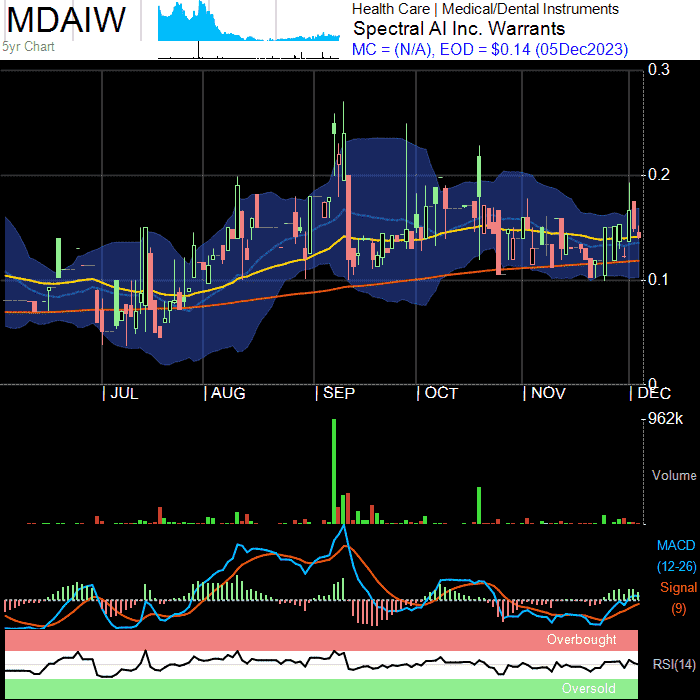 MDAIW
5yr Chart
Health Care | Medical/Dental Instruments
Spectral AI Inc. Warrants
MC = (N/A), EOD = $0.14 (05Dec2023)
0.3
0.2
0.1
0
| JUL | AUG | SEP | OCT | NOV | DEC
962k
Volume
MACD
(12-26)
Signal
(9)
Overbought
RSI(14)
Oversold